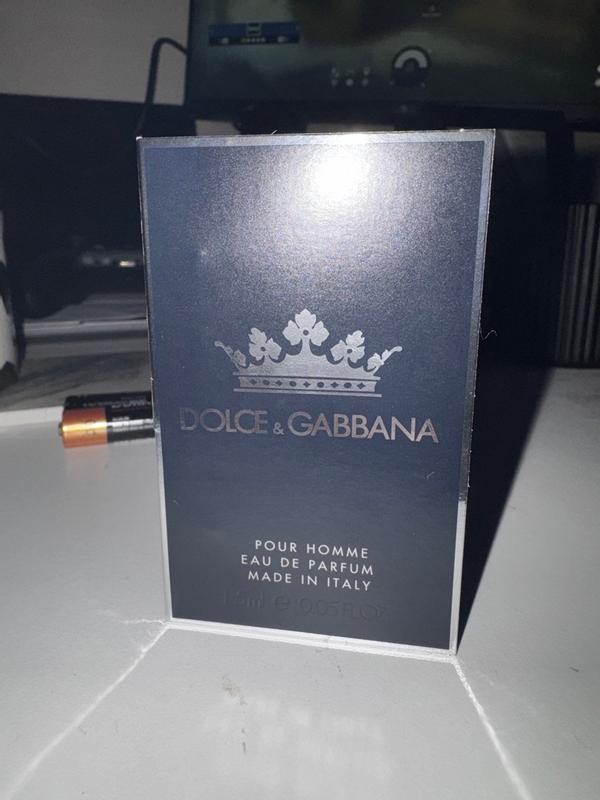 DOLCE & GABBANA
POUR HOMME
EAU DE PARFUM
MADE IN ITALY
1.5ml ℮ 0.05 FL.OZ.